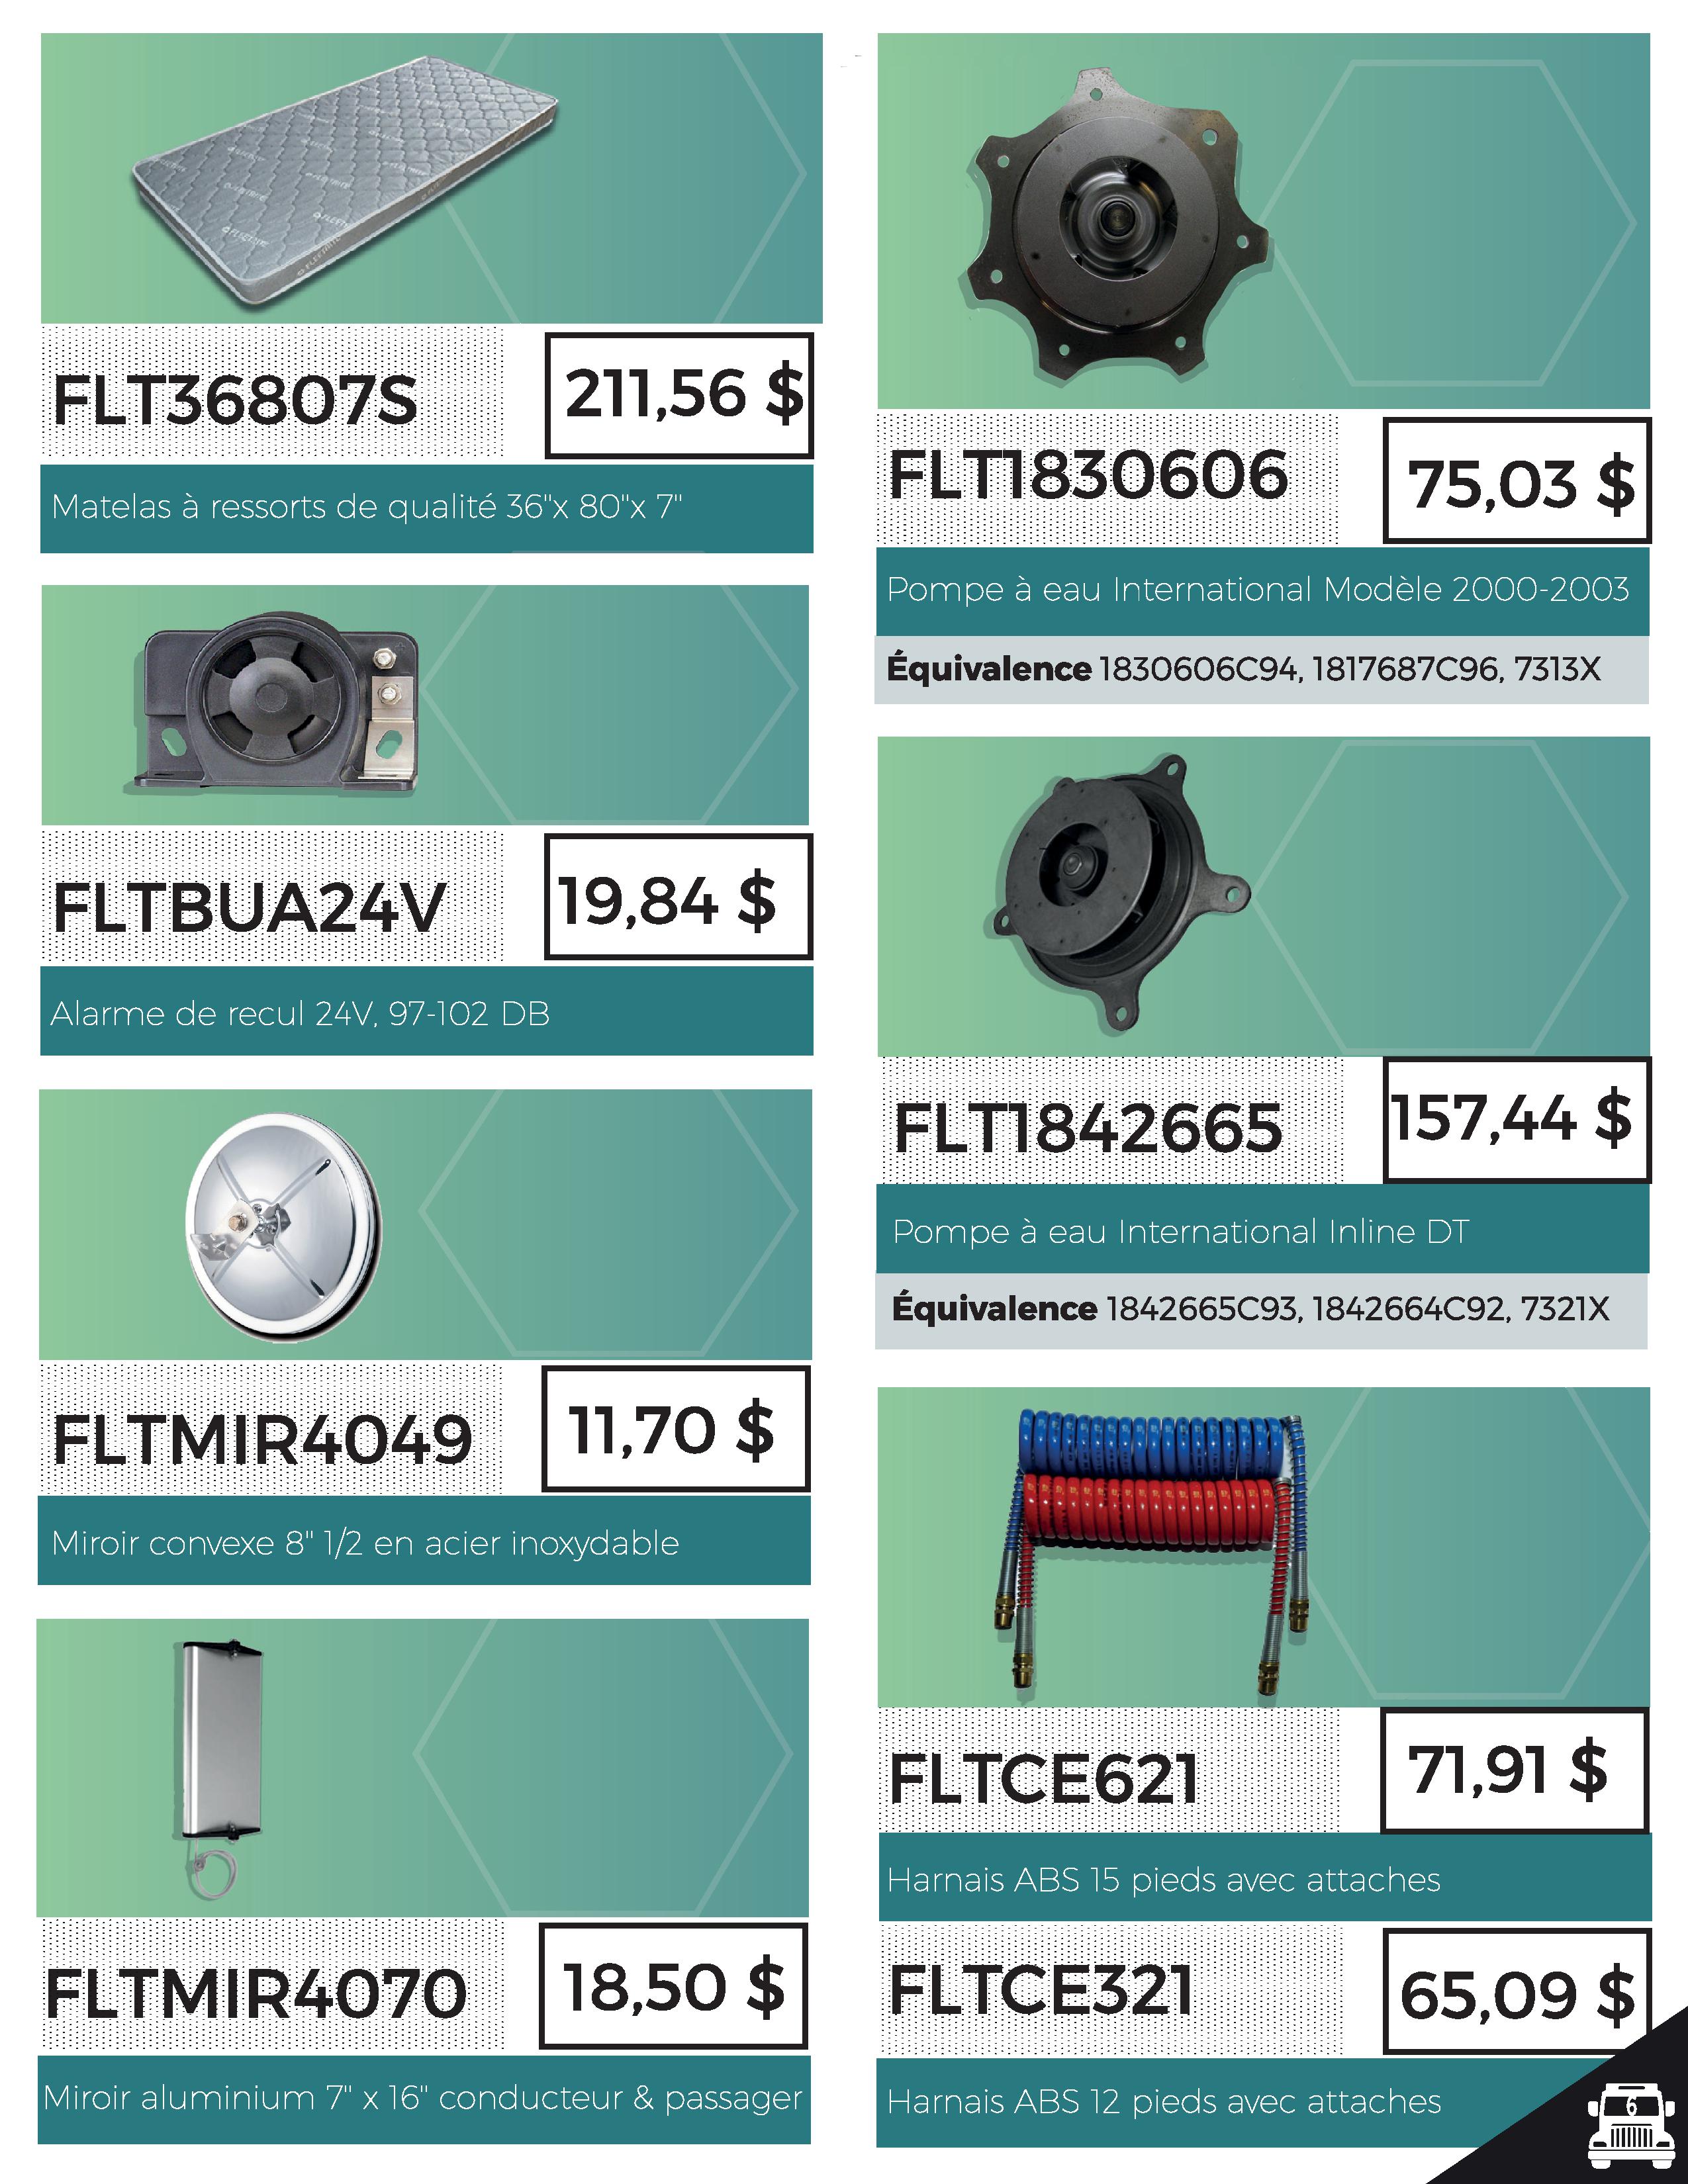 FLT36807S
211,56 $
Matelas à ressorts de qualité 36"x 80"x 7"
FLTBUA24V
19,84 $
Alarme de recul 24V, 97-102 DB
FLTMIR4049
11,70 $
Miroir convexe 8" 1/2 en acier inoxydable
FLTMIR4070
18,50 $
Miroir aluminium 7" x 16" conducteur & passager
FLT1830606
75,03 $
Pompe à eau International Modèle 2000-2003
Équivalence 1830606C94, 1817687C96, 7313X
FLT1842665
157,44 $
Pompe à eau International Inline DT
Équivalence 1842665C93, 1842664C92, 7321X
FLTCE621
71,91 $
Harnais ABS 15 pieds avec attaches
FLTCE321
65,09 $
Harnais ABS 12 pieds avec attaches
6